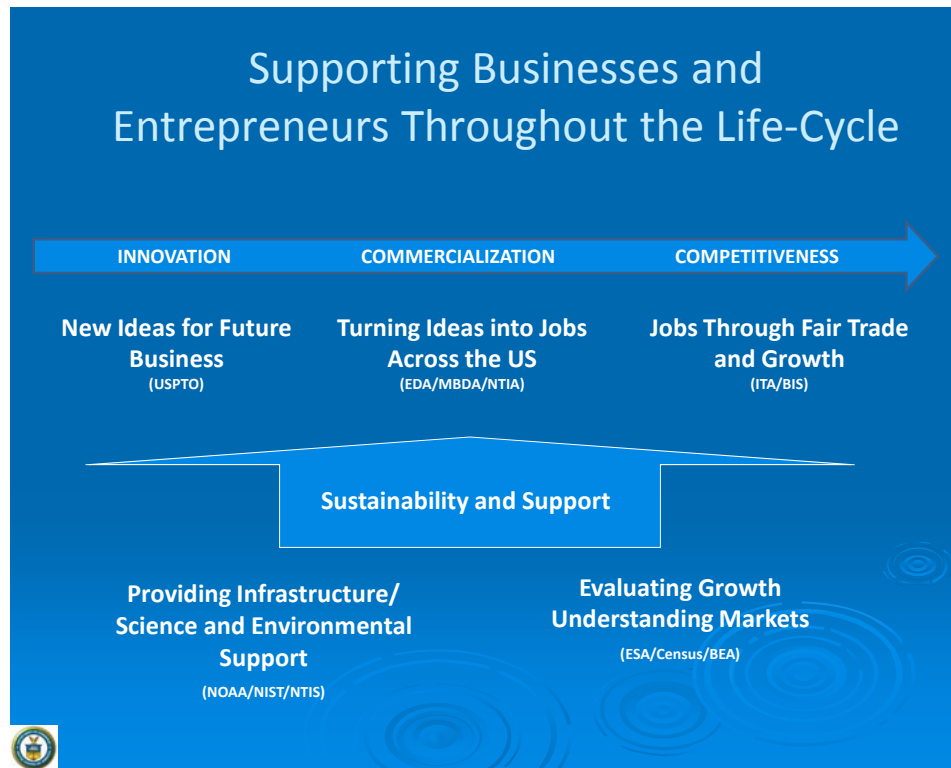 Supporting Businesses and
Entrepreneurs Throughout the Life-Cycle
INNOVATION
COMMERCIALIZATION
COMPETITIVENESS
New Ideas for Future
Business
(USPTO)
Turning Ideas into Jobs
Across the US
(EDA/MBDA/NTIA)
Jobs Through Fair Trade
and Growth
(ITA/BIS)
Sustainability and Support
Providing Infrastructure/
Science and Environmental
Support
(NOAA/NIST/NTIS)
Evaluating Growth
Understanding Markets
(ESA/Census/BEA)